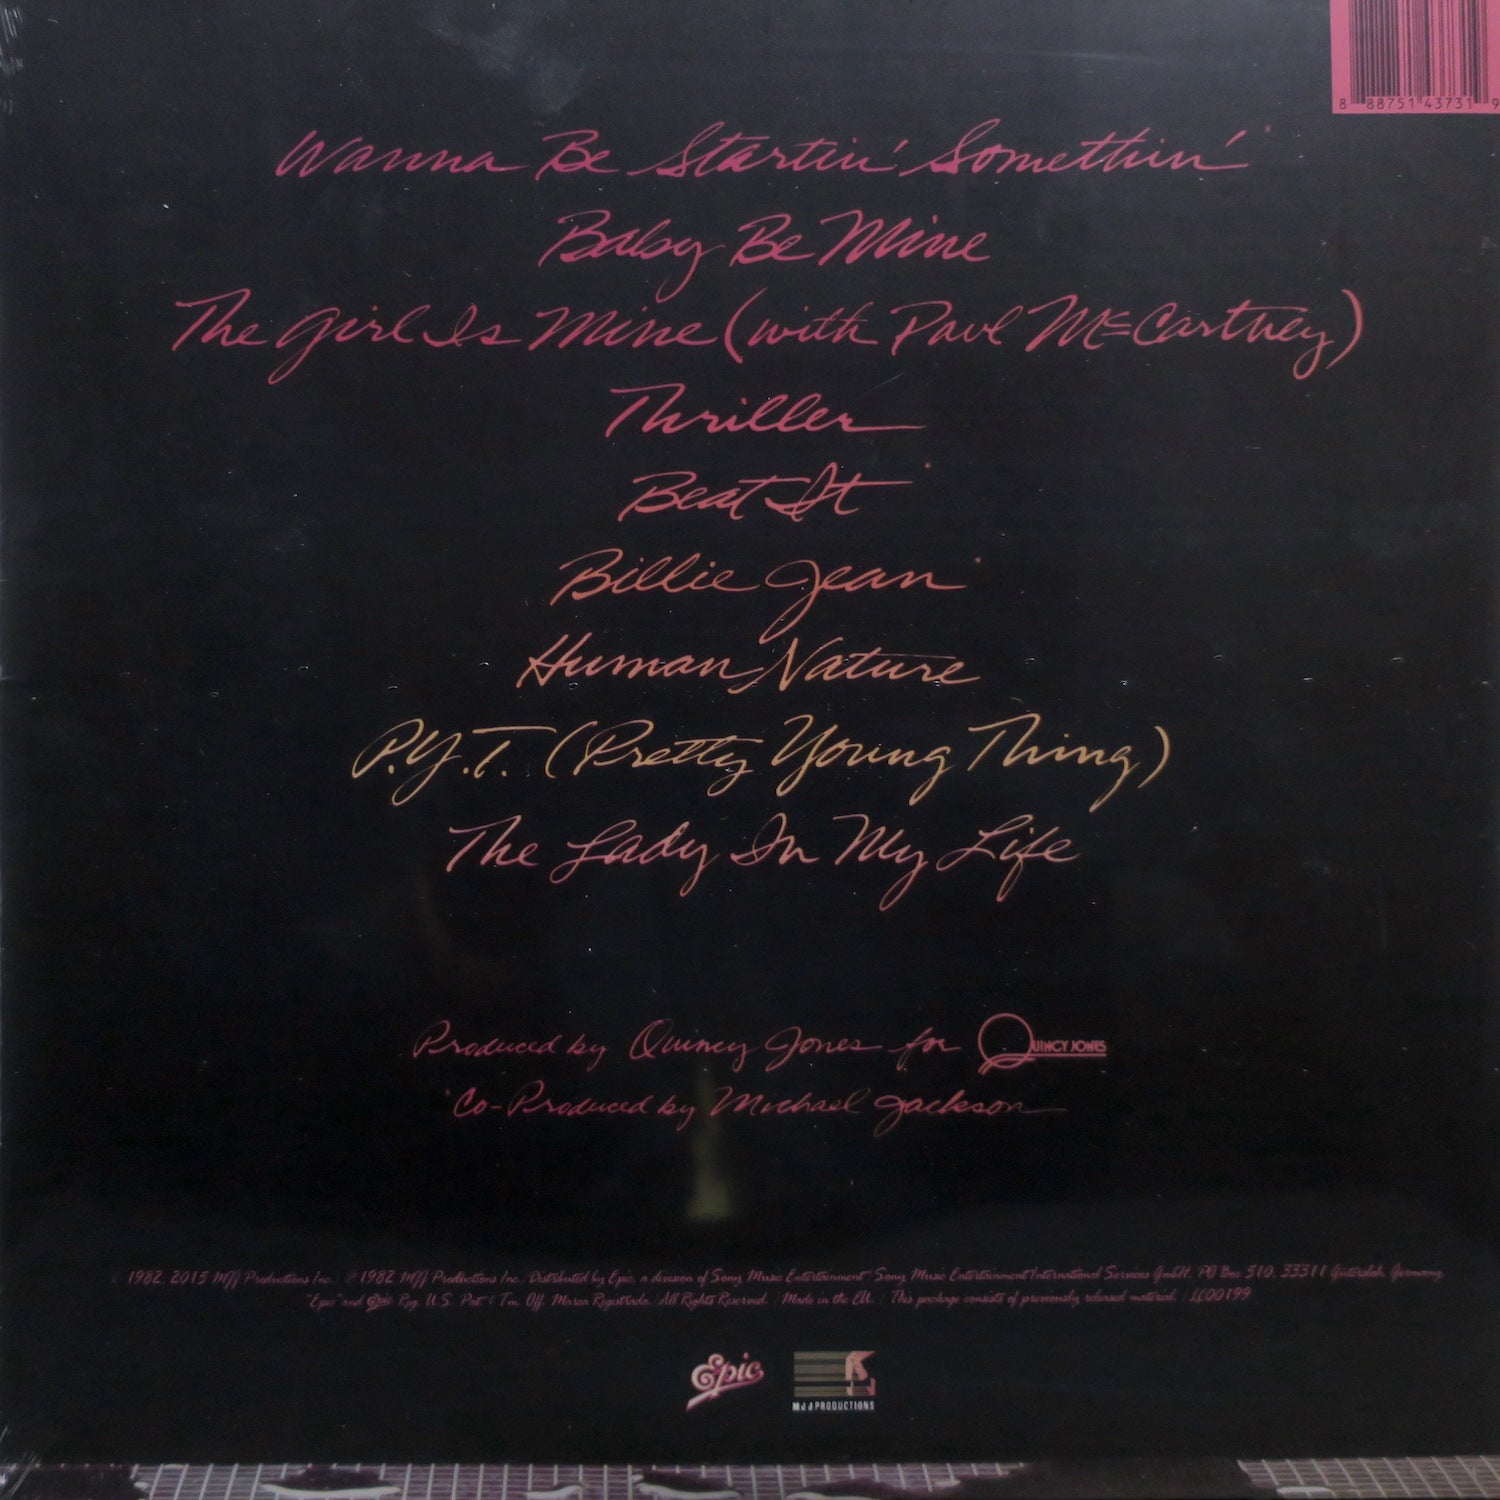 8 88751 43731 9
Wanna Be Startin' Somethin'
Baby Be Mine
The Girl Is Mine (with Paul McCartney)
Thriller
Beat It
Billie Jean
Human Nature
P.Y.T. (Pretty Young Thing)
The Lady In My Life
Produced by Quincy Jones for QUINCY JONES
Co-Produced by Michael Jackson
1982, 2015 MJJ Productions Inc. / ℗ 1982 MJJ Productions Inc. / Distributed by Epic, a division of Sony Music Entertainment / Sony Music Entertainment International Services GmbH, PO Box 510, 33311 Gütersloh, Germany.
"Epic" and Epic Reg. U.S. Pat. & Tm. Off. Marca Registrada. / All Rights Reserved. / Made in the EU. / This package consists of previously released material. / LC00199
Epic
MJJ PRODUCTIONS